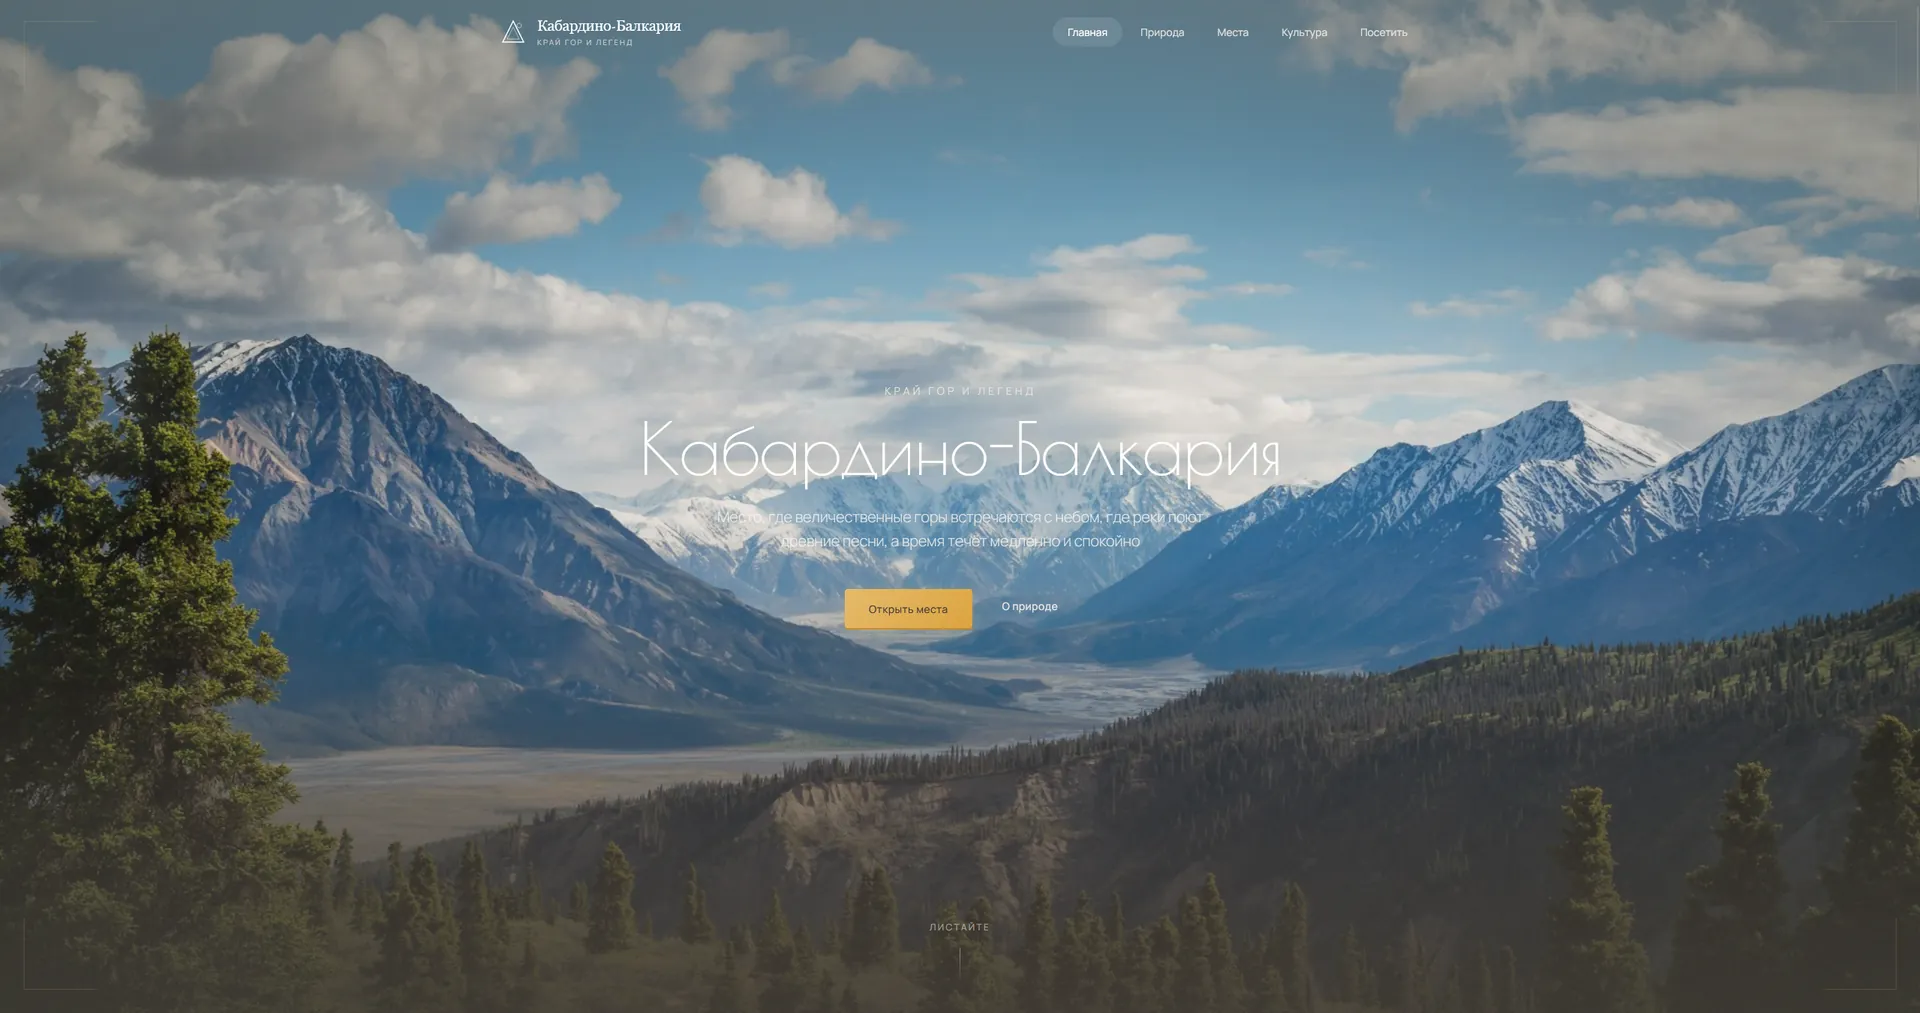 Кабардино-Балкария
КРАЙ ГОР И ЛЕГЕНД
Главная
Природа
Места
Культура
Посетить
КРАЙ ГОР И ЛЕГЕНД
Кабардино-Балкария
Место, где величественные горы встречаются с небом, где реки поют
древние песни, а время течёт медленно и спокойно
Открыть места
О природе
ЛИСТАЙТЕ